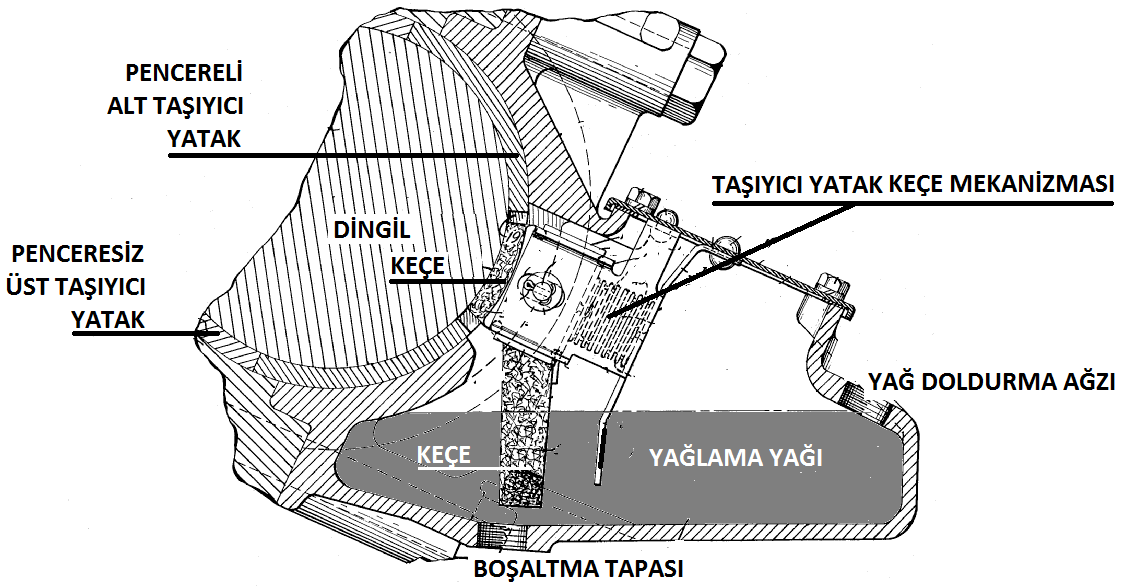 PENCERELİ
ALT TAŞIYICI
YATAK
TAŞIYICI YATAK KEÇE MEKANİZMASI
DİNGİL
PENCERESİZ
ÜST TAŞIYICI
YATAK
KEÇE
YAĞ DOLDURMA AĞZI
KEÇE
YAĞLAMA YAĞI
BOŞALTMA TAPASI